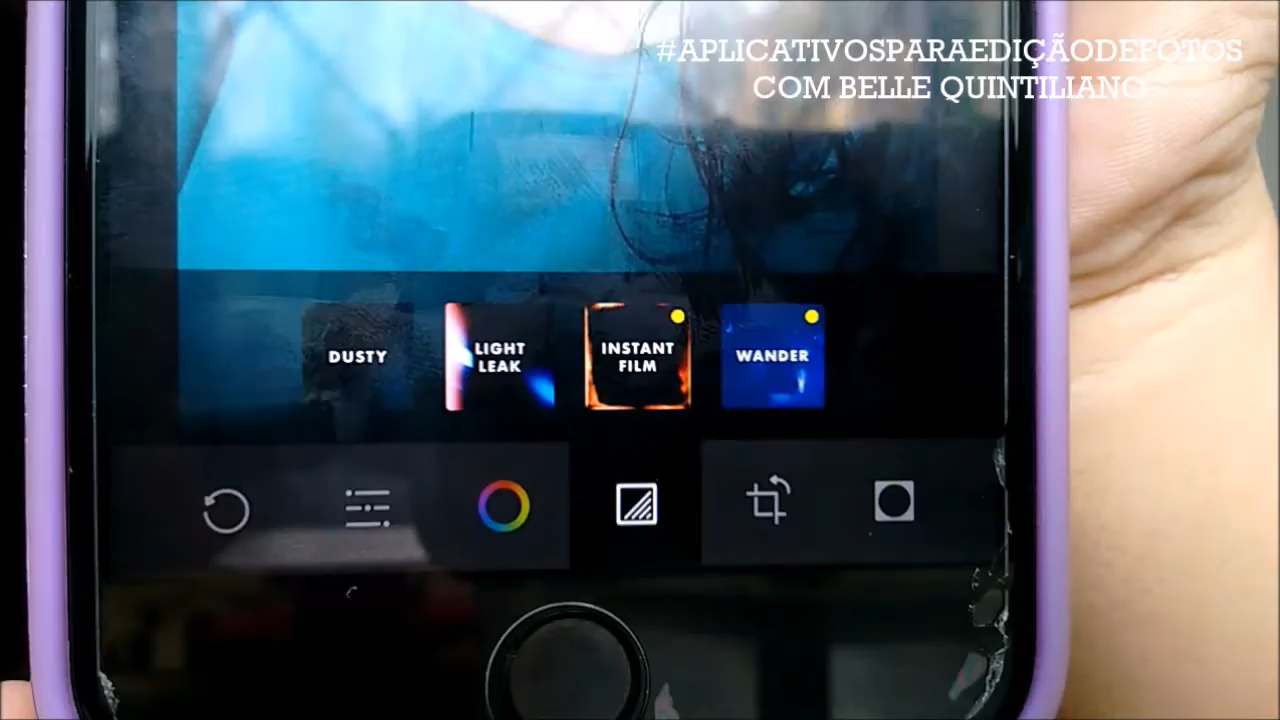 #APLICATIVOSPARAEDIÇÃODEFOTOS
COM BELLE QUINTILIANO
DUSTY
LIGHT
LEAK
INSTANT
FILM
WANDER